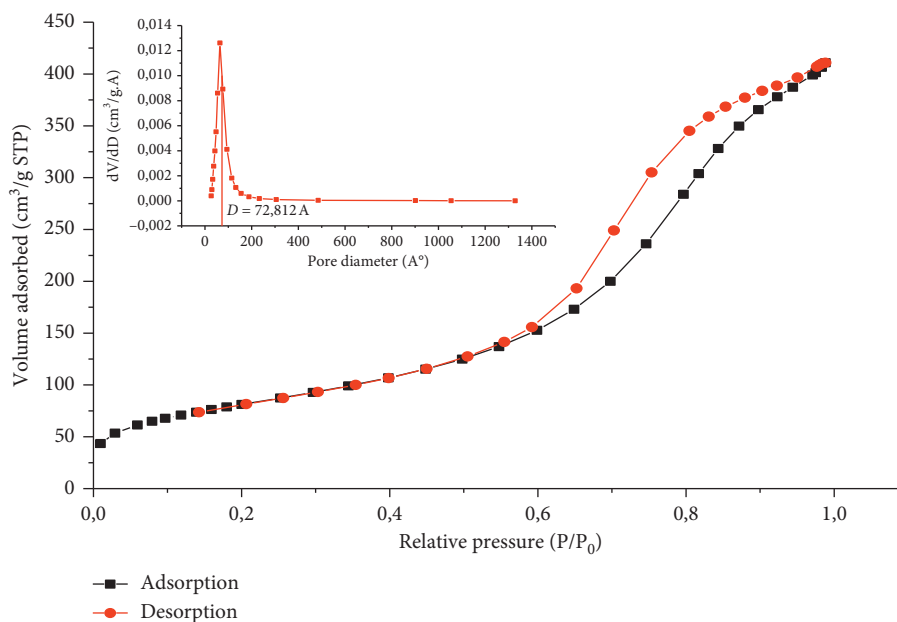 0,014
0,012
0,010
0,008
0,006
0,004
0,002
0,000
−0,002
dV/dD (cm³/g.A)
D = 72,812 A
0 200 400 600 800 1000 1200 1400
Pore diameter (A°)
450
400
350
300
250
200
150
100
50
0
Volume adsorbed (cm³/g STP)
0,0 0,2 0,4 0,6 0,8 1,0
Relative pressure (P/P₀)
Adsorption
Desorption